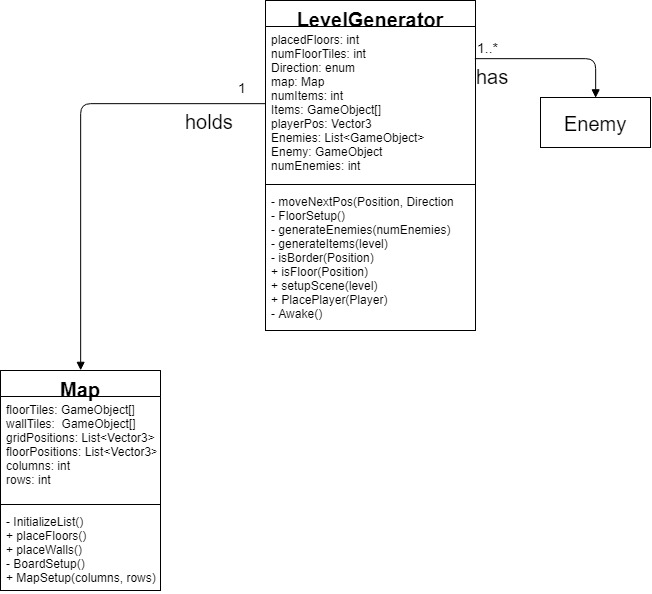 LevelGenerator
placedFloors: int
numFloorTiles: int
Direction: enum
map: Map
numItems: int
Items: GameObject[]
playerPos: Vector3
Enemies: List<GameObject>
Enemy: GameObject
numEnemies: int
- moveNextPos(Position, Direction
- FloorSetup()
- generateEnemies(numEnemies)
- generateItems(level)
- isBorder(Position)
+ isFloor(Position)
+ setupScene(level)
+ PlacePlayer(Player)
- Awake()
1..*
has
Enemy
1
holds
Map
floorTiles: GameObject[]
wallTiles: GameObject[]
gridPositions: List<Vector3>
floorPositions: List<Vector3>
columns: int
rows: int
- InitializeList()
+ placeFloors()
+ placeWalls()
- BoardSetup()
+ MapSetup(columns, rows)